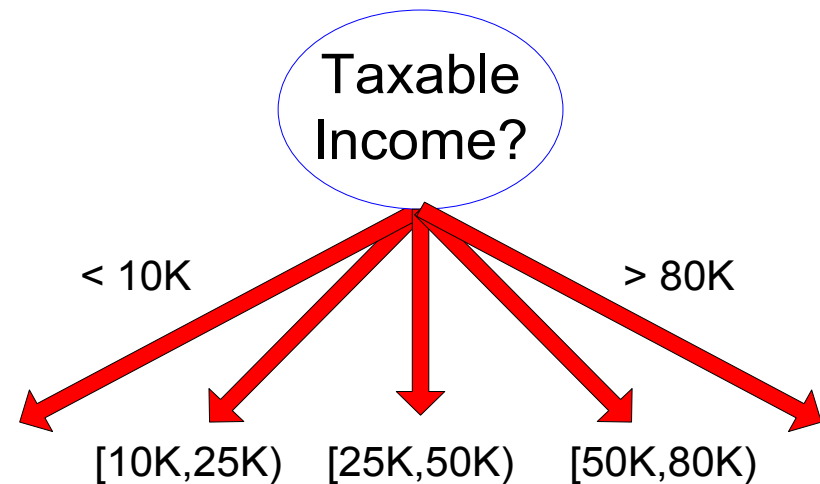 Taxable
Income?
< 10K
> 80K
[10K,25K)
[25K,50K)
[50K,80K)